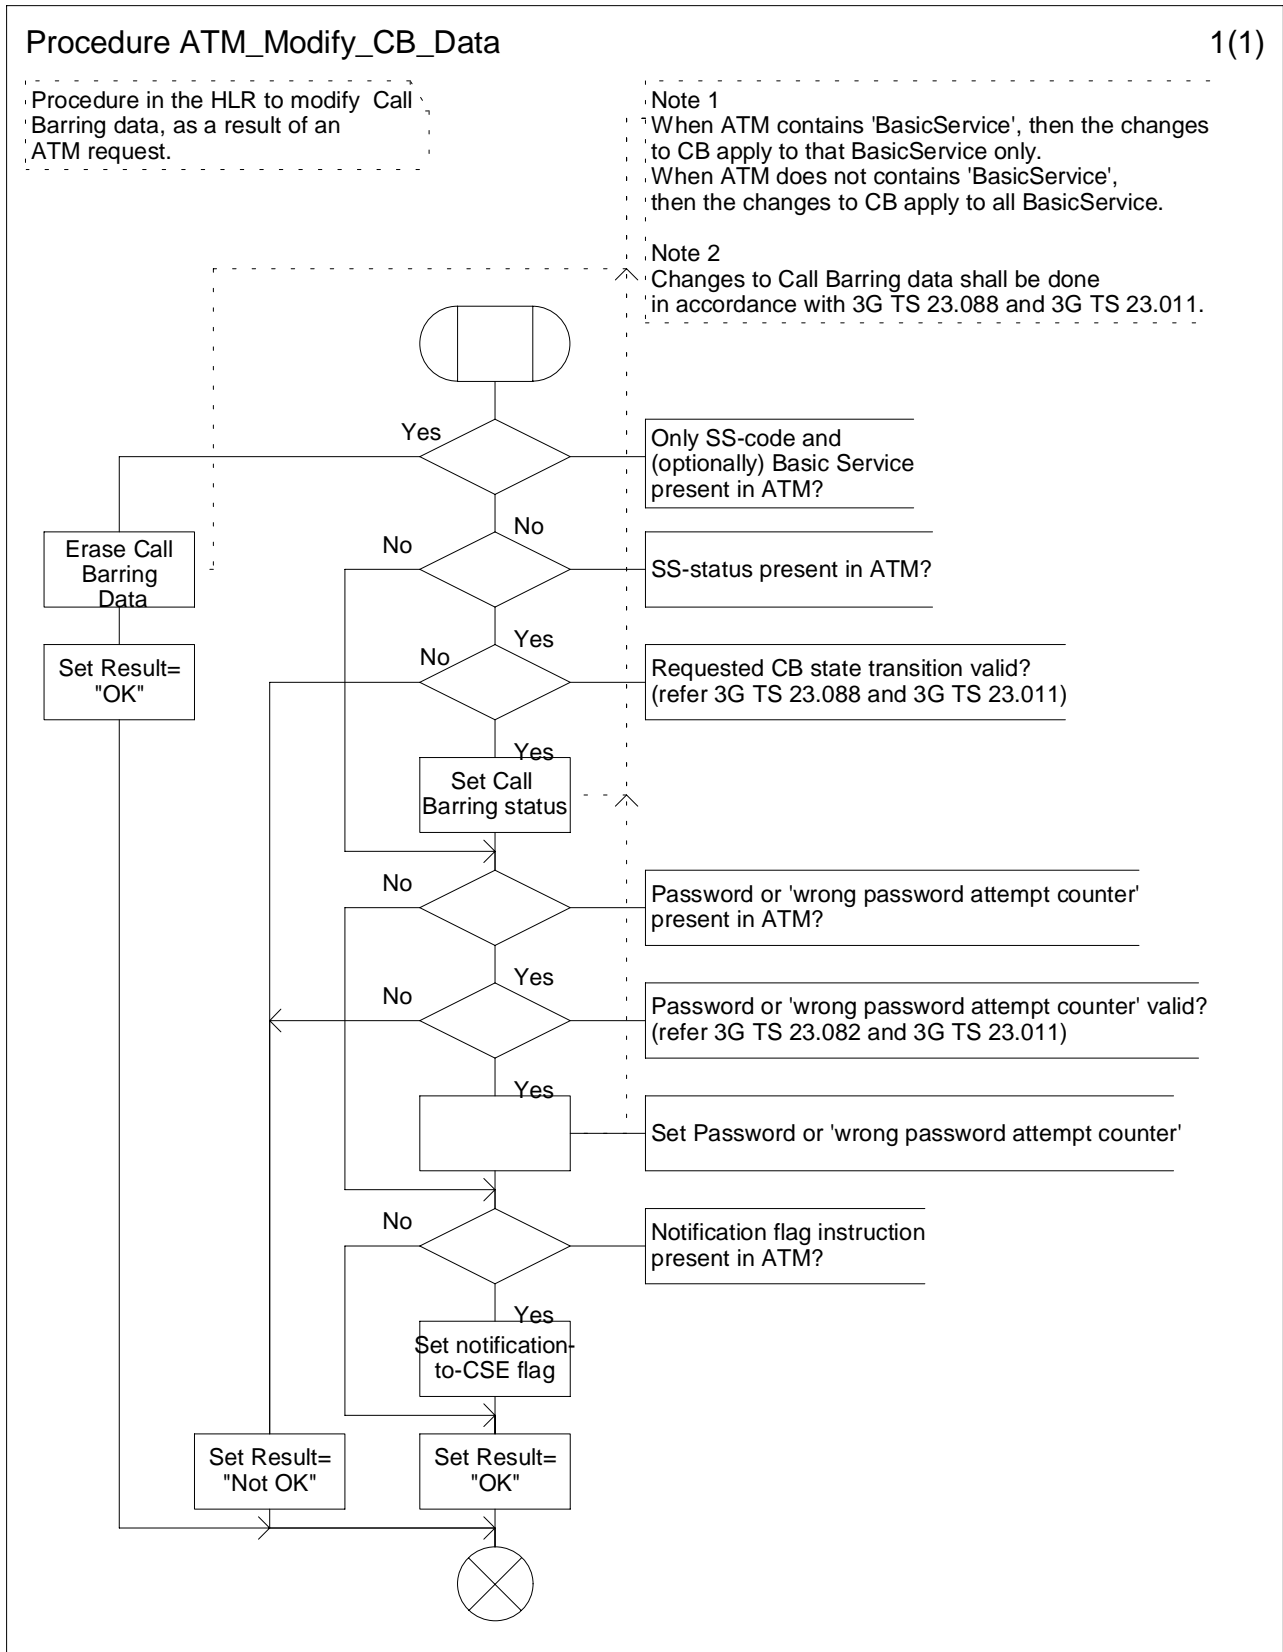 Procedure ATM_Modify_CB_Data
1(1)
Procedure in the HLR to modify Call
Barring data, as a result of an
ATM request.
Note 1
When ATM contains 'BasicService', then the changes
to CB apply to that BasicService only.
When ATM does not contains 'BasicService',
then the changes to CB apply to all BasicService.
Note 2
Changes to Call Barring data shall be done
in accordance with 3G TS 23.088 and 3G TS 23.011.
Yes
Only SS-code and
(optionally) Basic Service
present in ATM?
No
Erase Call
Barring
Data
No
SS-status present in ATM?
Yes
Set Result=
"OK"
No
Requested CB state transition valid?
(refer 3G TS 23.088 and 3G TS 23.011)
Yes
Set Call
Barring status
No
Password or 'wrong password attempt counter'
present in ATM?
Yes
No
Password or 'wrong password attempt counter' valid?
(refer 3G TS 23.082 and 3G TS 23.011)
Yes
Set Password or 'wrong password attempt counter'
No
Notification flag instruction
present in ATM?
Yes
Set notification-
to-CSE flag
Set Result=
"Not OK"
Set Result=
"OK"